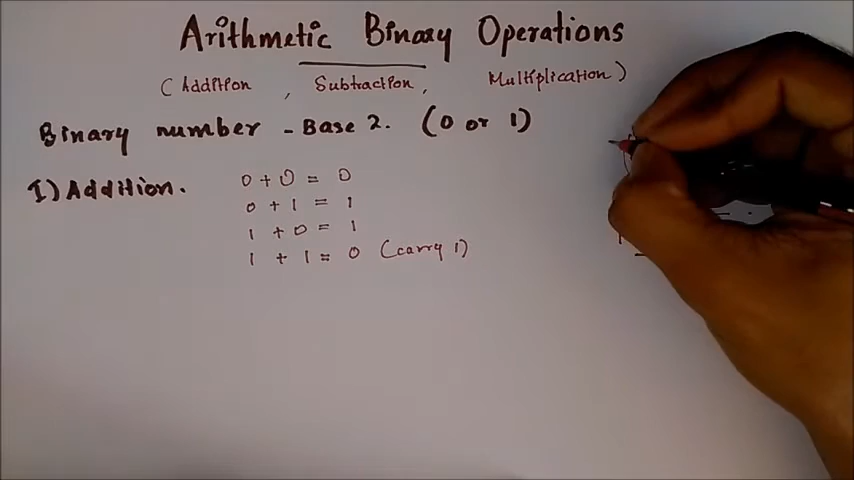 Arithmetic Binary Operations
(Addition , Subtraction, Multiplication)
Binary number - Base 2. (0 or 1)
I) Addition. 0 + 0 = 0
0 + 1 = 1
1 + 0 = 1
1 + 1 = 0 (carry 1)